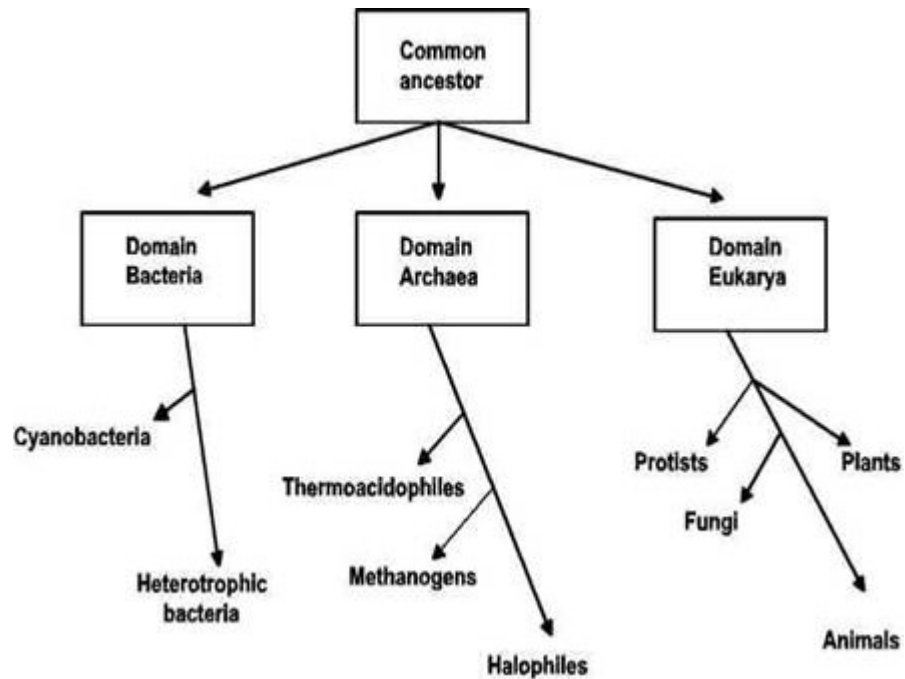 Common
ancestor
Domain
Bacteria
Domain
Archaea
Domain
Eukarya
Cyanobacteria
Heterotrophic
bacteria
Thermoacidophiles
Methanogens
Halophiles
Protists
Plants
Fungi
Animals